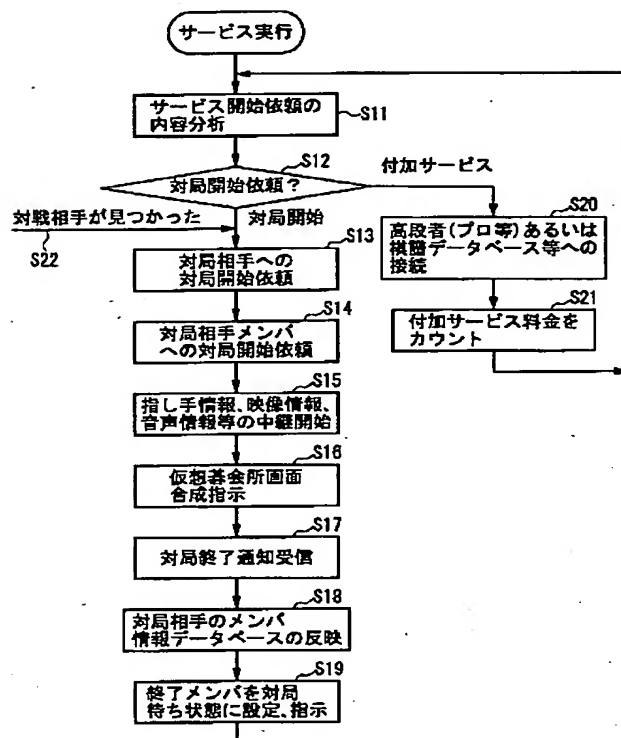 サービス実行
サービス開始依頼の
内容分析
S11
S12
対局開始依頼?
付加サービス
対戦相手が見つかった
対局開始
S22
S13
対局相手への
対局開始依頼
S20
高段者(プロ等)あるいは
棋譜データベース等への
接続
S14
対局相手メンバ
への対局開始依頼
S21
付加サービス料金を
カウント
S15
指し手情報、映像情報、
音声情報等の中継開始
S16
仮想碁会所画面
合成指示
S17
対局終了通知受信
S18
対局相手のメンバ
情報データベースの反映
S19
終了メンバを対局
待ち状態に設定、指示